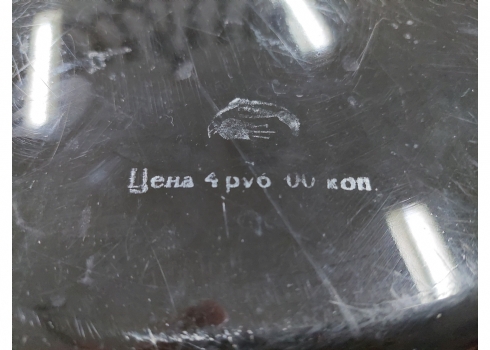 Цена 4 руб 00 коп.